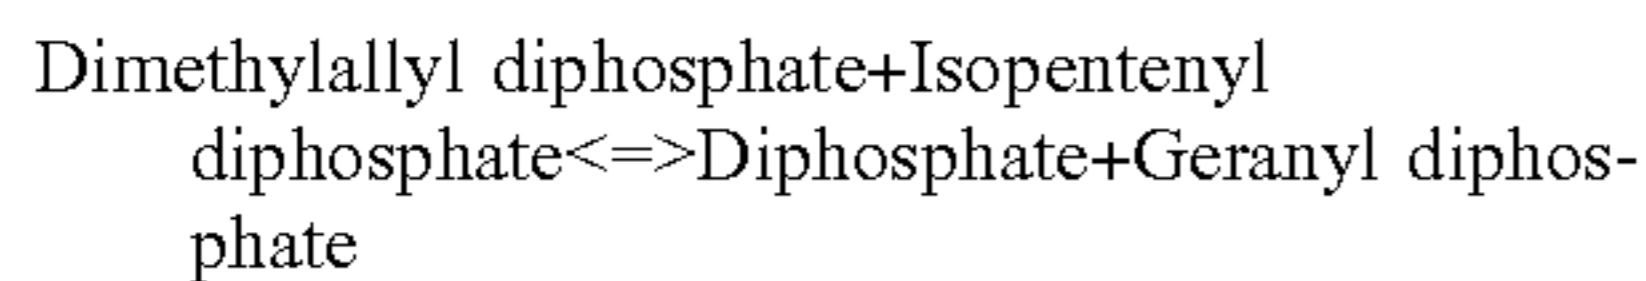 Dimethylallyl diphosphate+Isopentenyl
diphosphate<=>Diphosphate+Geranyl diphos-
phate